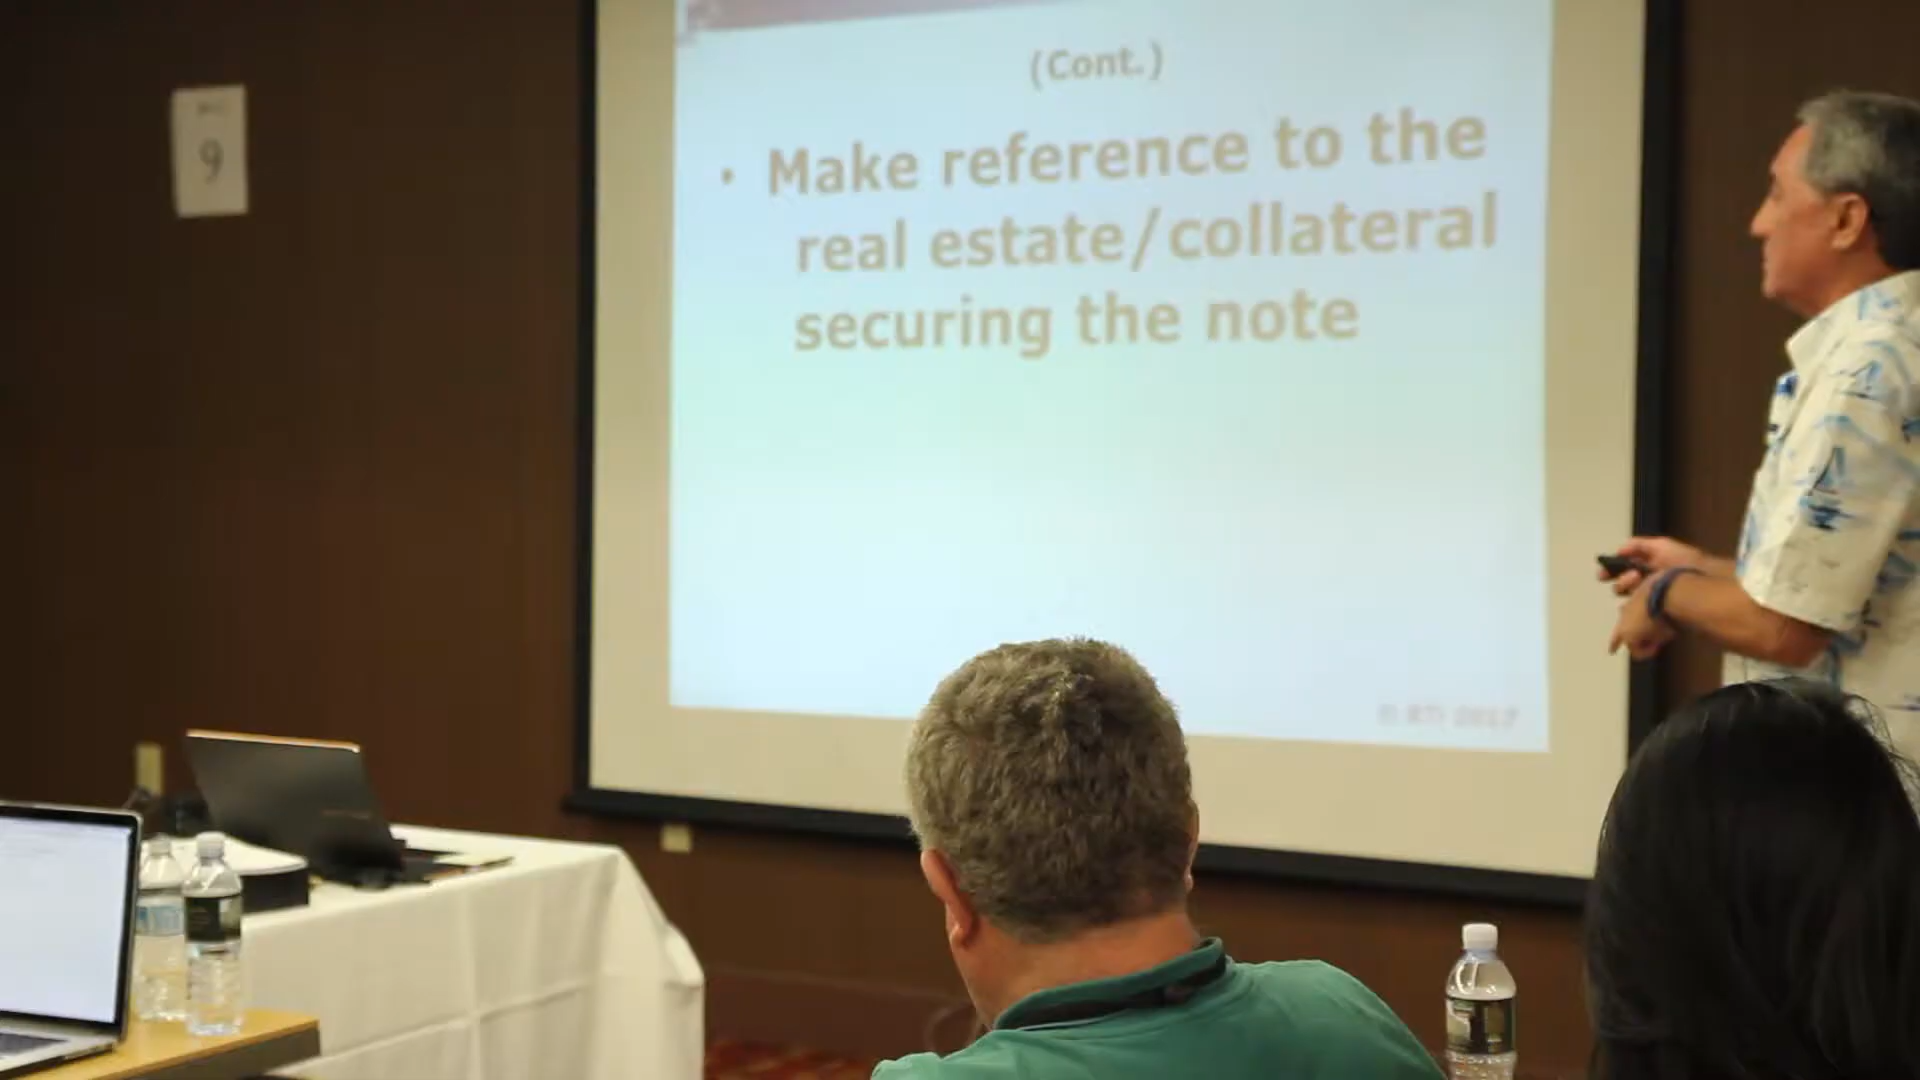 (Cont.)
• Make reference to the
real estate/collateral
securing the note
9